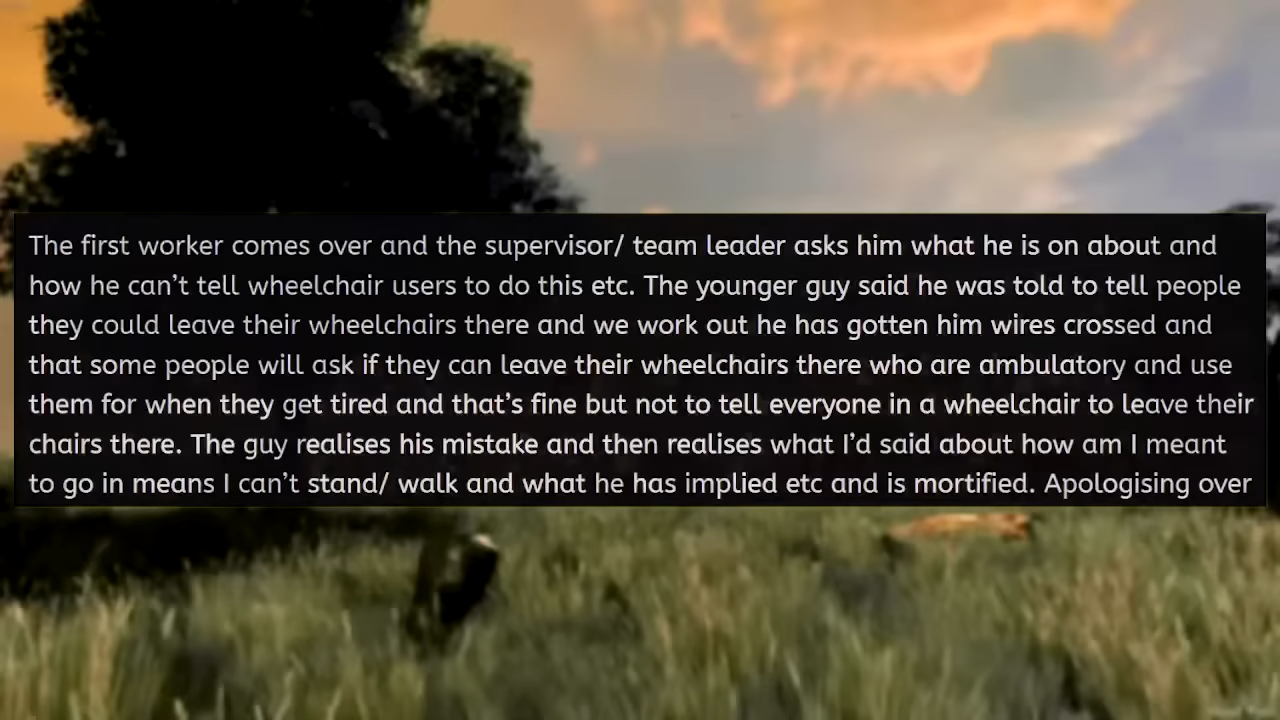 The first worker comes over and the supervisor/ team leader asks him what he is on about and
how he can't tell wheelchair users to do this etc. The younger guy said he was told to tell people
they could leave their wheelchairs there and we work out he has gotten him wires crossed and
that some people will ask if they can leave their wheelchairs there who are ambulatory and use
them for when they get tired and that's fine but not to tell everyone in a wheelchair to leave their
chairs there. The guy realises his mistake and then realises what I'd said about how am I meant
to go in means I can't stand/ walk and what he has implied etc and is mortified. Apologising over